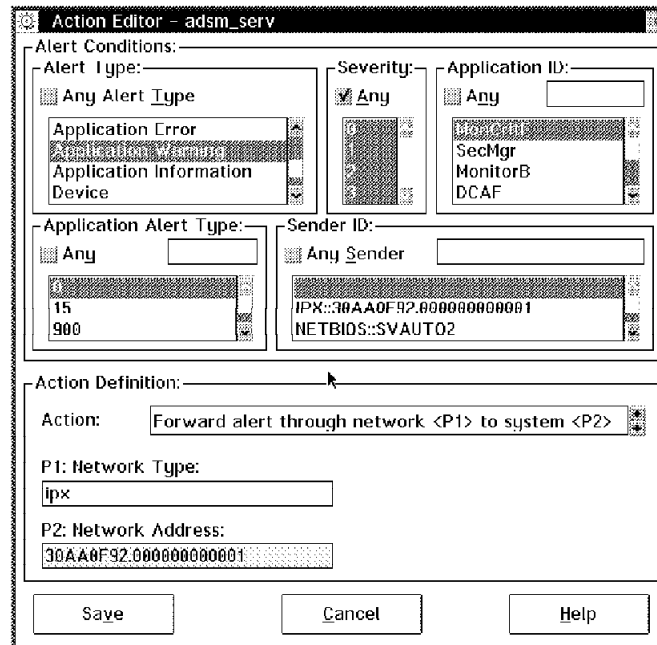 Action Editor - adsm_serv
Alert Conditions:
Alert Type:
Any Alert Type
Application Error
Application Warning
Application Information
Device
Severity:
Any
0
1
2
3
Application ID:
Any
MonCritF
SecMgr
MonitorB
DCAF
Application Alert Type:
Any
0
15
900
Sender ID:
Any Sender
IPX::30AA0F92.000000000001
NETBIOS::SVAUTO2
Action Definition:
Action:
Forward alert through network <P1> to system <P2>
P1: Network Type:
ipx
P2: Network Address:
30AA0F92.000000000001
Save
Cancel
Help